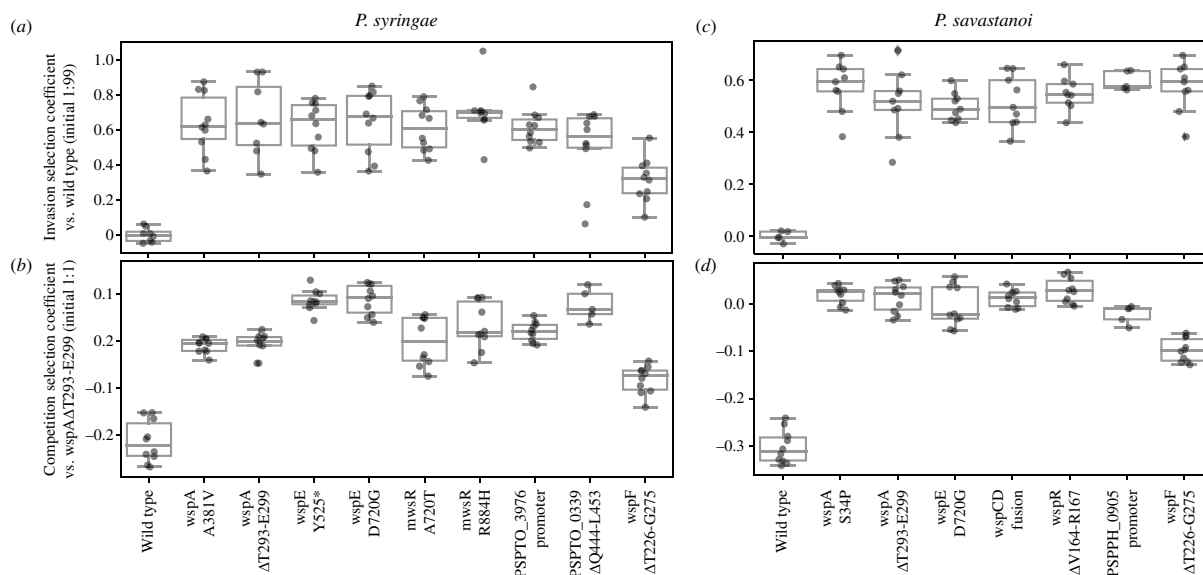 P. syringae
P. savastanoi
(a)
Invasion selection coefficient
vs. wild type (initial 1:99)
1.0
0.8
0.6
0.4
0.2
0
(c)
0.6
0.4
0.2
0.0
(b)
Competition selection coefficient
vs. wspAΔT293-E299 (initial 1:1)
0.1
0.2
–0.1
–0.2
(d)
0.0
–0.1
–0.2
–0.3
Wild type
wspA
A381V
wspA
ΔT293-E299
wspE
Y525*
wspE
D720G
mwsR
A720T
mwsR
R884H
PSPTO_3976
promoter
PSPTO_0339
ΔQ444-L453
wspF
ΔT226-G275
Wild type
wspA
S34P
wspA
ΔT293-E299
wspE
D720G
wspCD
fusion
wspR
ΔV164-R167
PSPPH_0905
promoter
wspF
ΔT226-G275